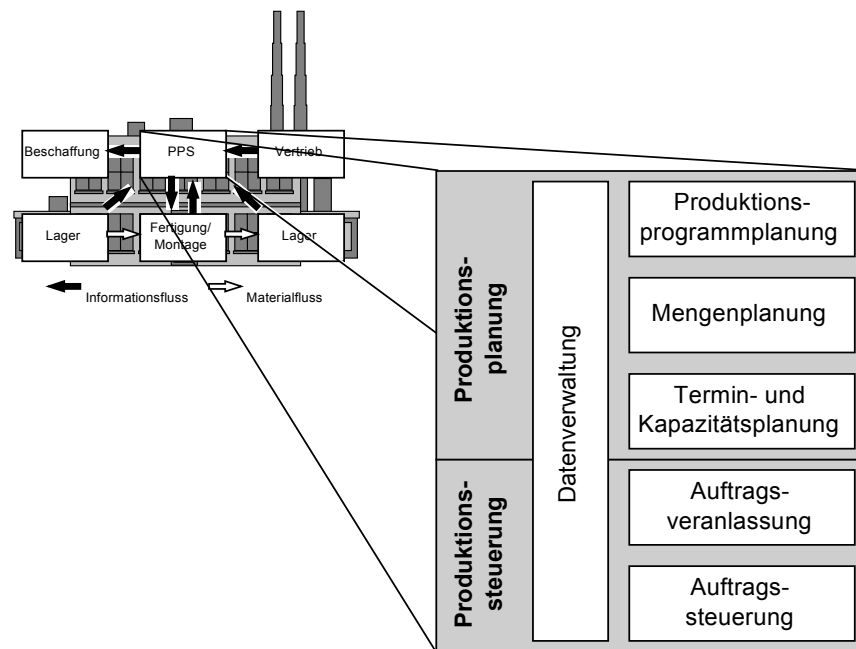 Beschaffung
PPS
Vertrieb
Lager
Fertigung/
Montage
Lager
Informationsfluss
Materialfluss
Produktions-
planung
Produktions-
steuerung
Datenverwaltung
Produktions-
programmplanung
Mengenplanung
Termin- und
Kapazitätsplanung
Auftrags-
veranlassung
Auftrags-
steuerung